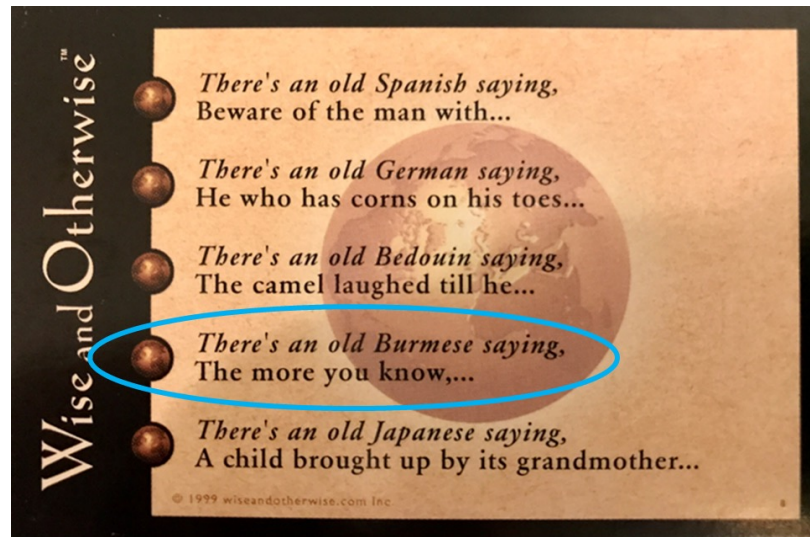 Wise and Otherwise™
There's an old Spanish saying,
Beware of the man with...
There's an old German saying,
He who has corns on his toes...
There's an old Bedouin saying,
The camel laughed till he...
There's an old Burmese saying,
The more you know,...
There's an old Japanese saying,
A child brought up by its grandmother...
© 1999 wiseandotherwise.com Inc